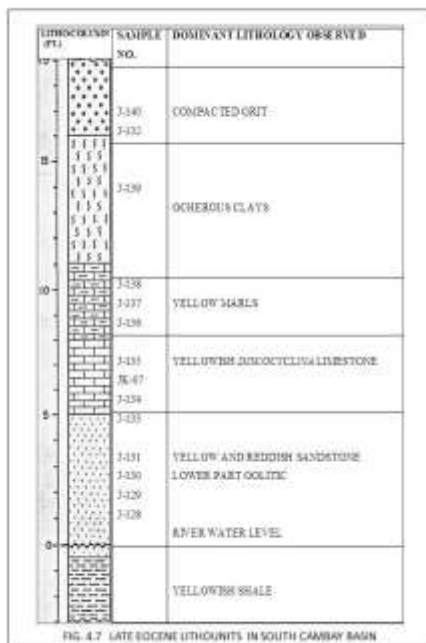 LITHOCOLUMN SAMPLE DOMINANT LITHOLOGY OBSERVED
(FT.) NO.
J-140 COMPACTED GRIT
J-132
15
J-139
OCHEROUS CLAYS
10
J-138
J-137 YELLOW MARLS
J-136
J-135 YELLOWISH DISCOCYCLINA LIMESTONE
JK-67
J-134
5
J-133
J-131 YELLOW AND REDDISH SANDSTONE
J-130 LOWER PART OOLITIC
J-129
J-128
RIVER WATER LEVEL
0
YELLOWISH SHALE
FIG. 4.7 LATE EOCENE LITHOUNITS IN SOUTH CAMBAY BASIN